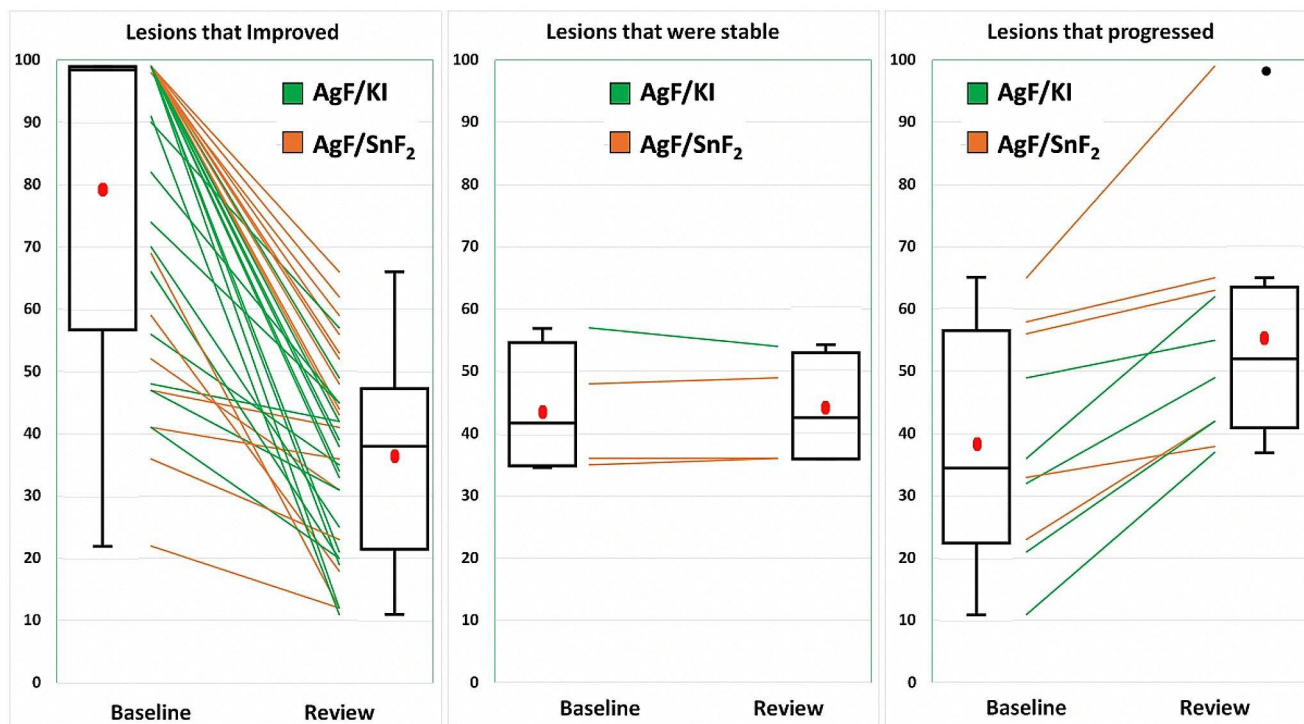 Lesions that Improved
100
90
80
70
60
50
40
30
20
10
0
AgF/KI
AgF/SnF₂
Baseline Review
Lesions that were stable
100
90
80
70
60
50
40
30
20
10
0
AgF/KI
AgF/SnF₂
Baseline Review
Lesions that progressed
100
90
80
70
60
50
40
30
20
10
0
AgF/KI
AgF/SnF₂
Baseline Review